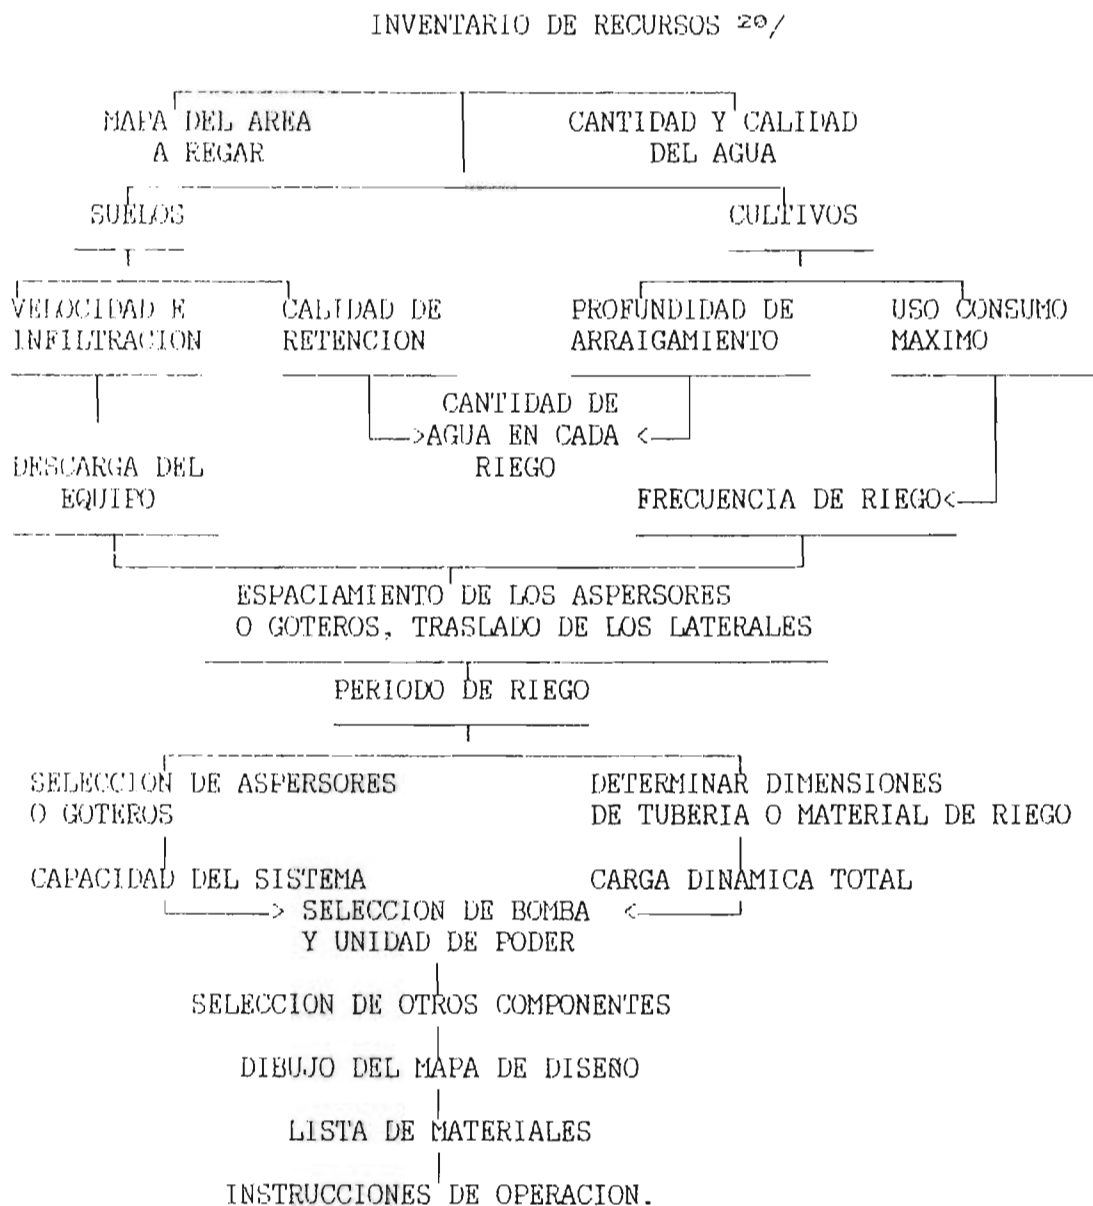 INVENTARIO DE RECURSOS 20/
MAPA DEL AREA
A REGAR
CANTIDAD Y CALIDAD
DEL AGUA
SUELOS
CULTIVOS
VELOCIDAD E
INFILTRACION
CALIDAD DE
RETENCION
PROFUNDIDAD DE
ARRAIGAMIENTO
USO CONSUMO
MAXIMO
CANTIDAD DE
>AGUA EN CADA <
RIEGO
DESCARGA DEL
EQUIPO
FRECUENCIA DE RIEGO<
ESPACIAMIENTO DE LOS ASPERSORES
O GOTEROS, TRASLADO DE LOS LATERALES
PERIODO DE RIEGO
SELECCION DE ASPERSORES
O GOTEROS
DETERMINAR DIMENSIONES
DE TUBERIA O MATERIAL DE RIEGO
CAPACIDAD DEL SISTEMA
CARGA DINAMICA TOTAL
> SELECCION DE BOMBA <
Y UNIDAD DE PODER
SELECCION DE OTROS COMPONENTES
DIBUJO DEL MAPA DE DISEÑO
LISTA DE MATERIALES
INSTRUCCIONES DE OPERACION.